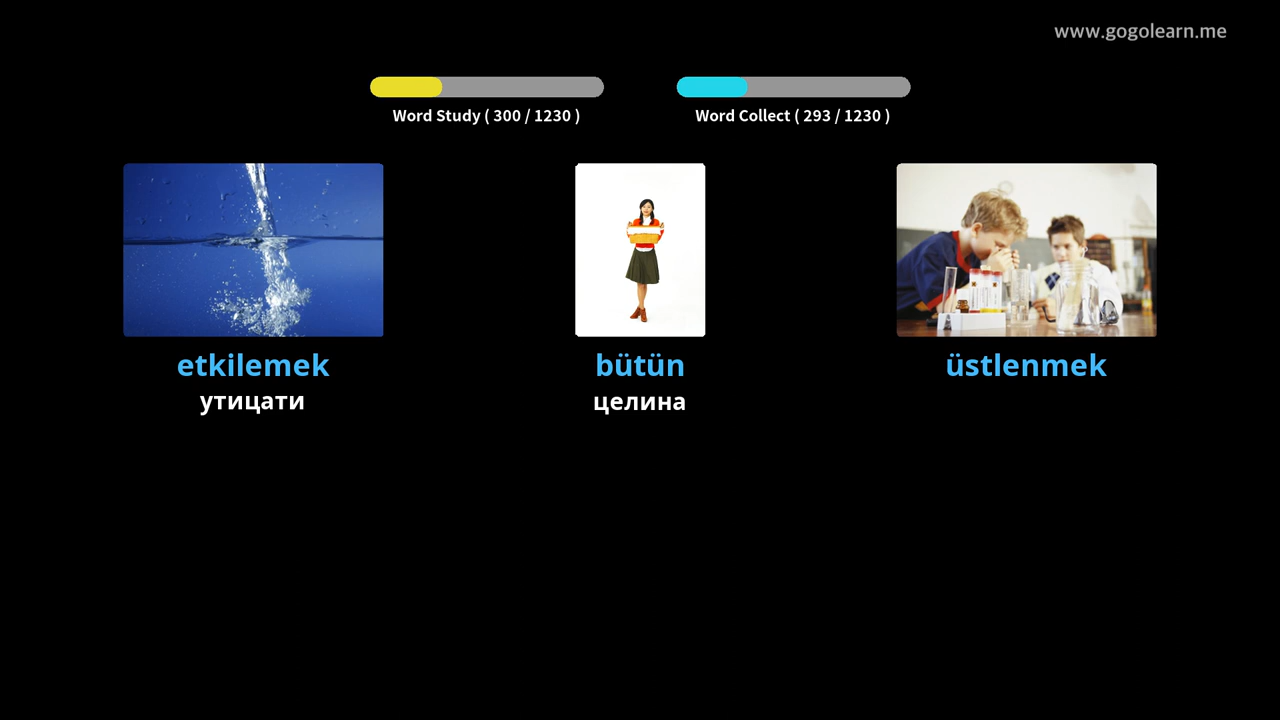 www.gogolearn.me
Word Study ( 300 / 1230 )
Word Collect ( 293 / 1230 )
etkilemek
утицати
bütün
целина
üstlenmek